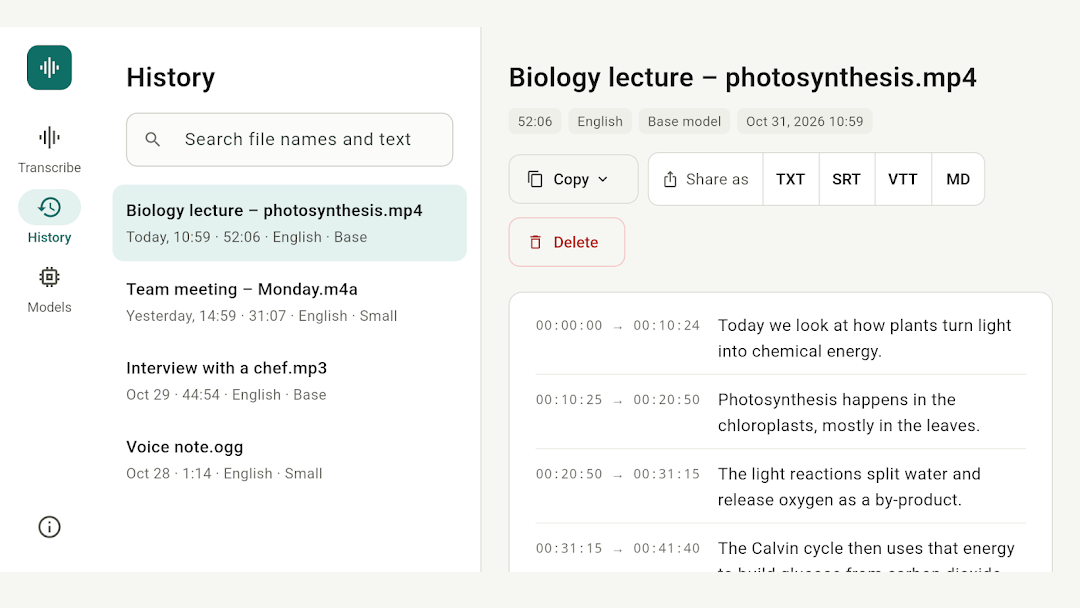 Transcribe
History
Models
History
Search file names and text
Biology lecture – photosynthesis.mp4
Today, 10:59 · 52:06 · English · Base
Team meeting – Monday.m4a
Yesterday, 14:59 · 31:07 · English · Small
Interview with a chef.mp3
Oct 29 · 44:54 · English · Base
Voice note.ogg
Oct 28 · 1:14 · English · Small
Biology lecture – photosynthesis.mp4
52:06 English Base model Oct 31, 2026 10:59
Copy Share as TXT SRT VTT MD
Delete
00:00:00 → 00:10:24 Today we look at how plants turn light
into chemical energy.
00:10:25 → 00:20:50 Photosynthesis happens in the
chloroplasts, mostly in the leaves.
00:20:50 → 00:31:15 The light reactions split water and
release oxygen as a by-product.
00:31:15 → 00:41:40 The Calvin cycle then uses that energy
to build glucose from carbon dioxide